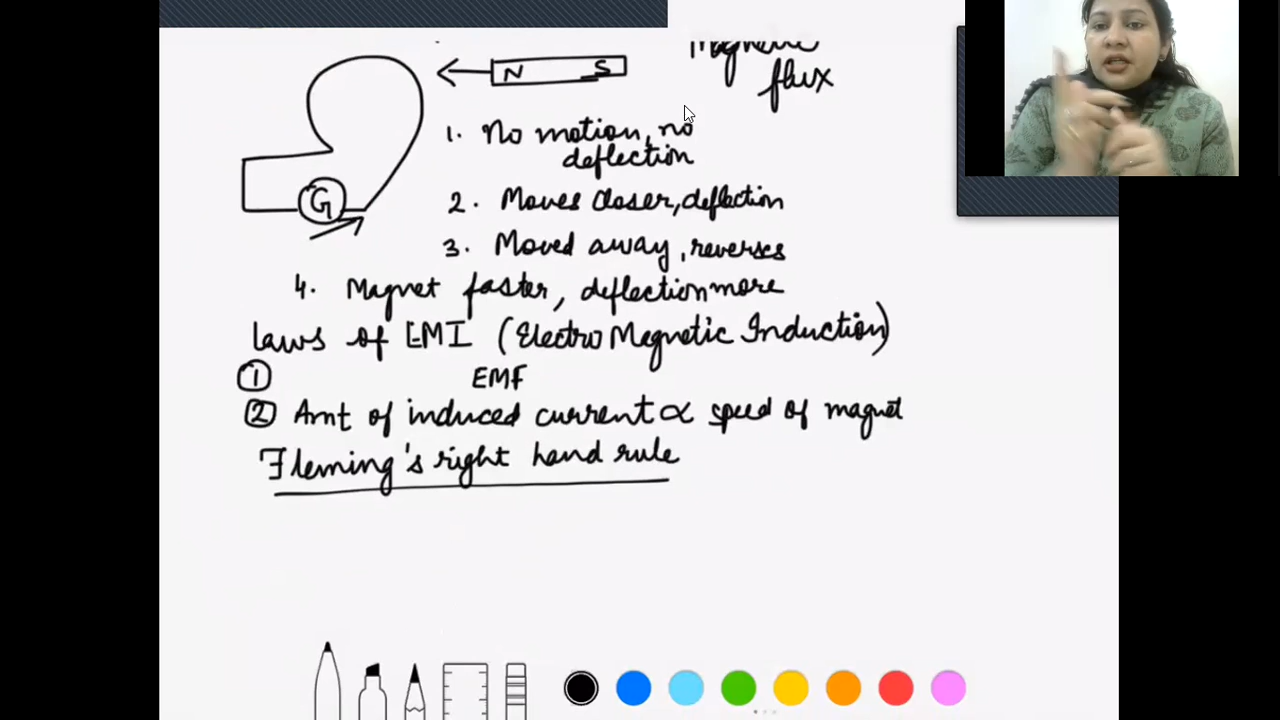 Magnetic
flux
N S
1. No motion, no
deflection
G
2. Moves closer, deflection
3. Moved away, reverses
4. Magnet faster, deflection more
Laws of EMI (Electro Magnetic Induction)
1
EMF
2 Amt of induced current ∝ speed of magnet
Fleming's right hand rule